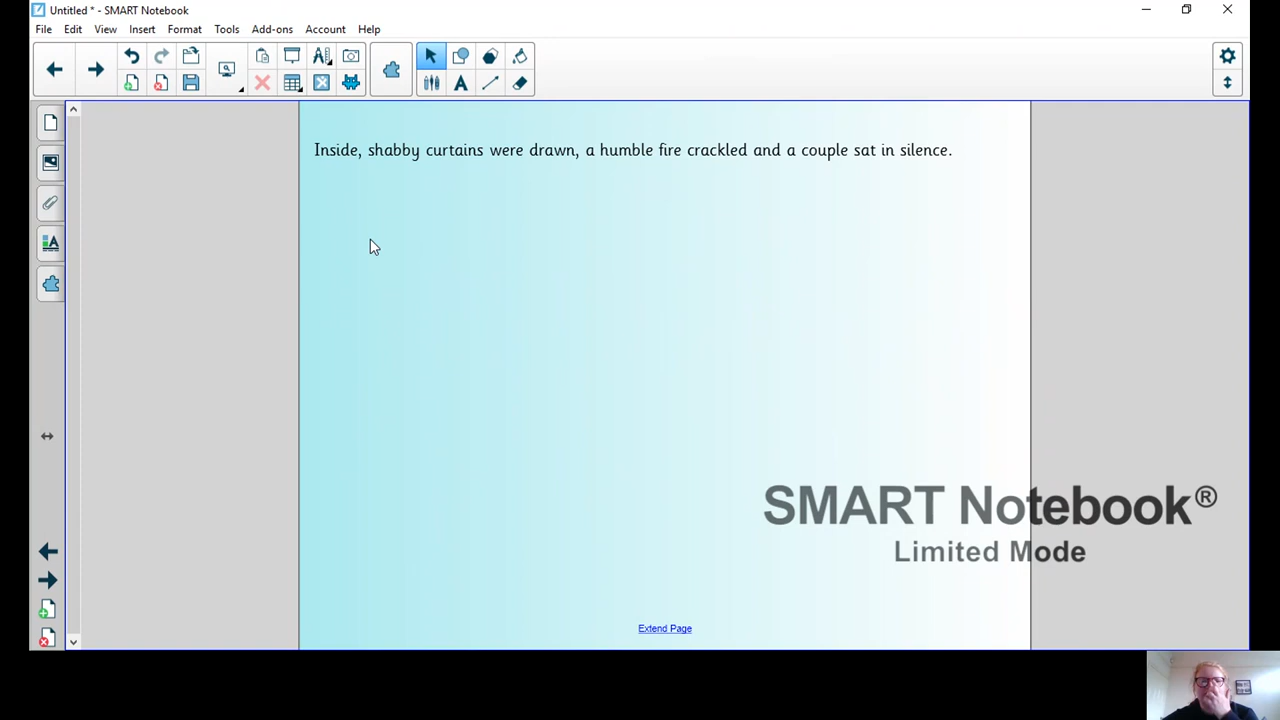 Untitled * - SMART Notebook
File Edit View Insert Format Tools Add-ons Account Help
Inside, shabby curtains were drawn, a humble fire crackled and a couple sat in silence.
SMART Notebook®
Limited Mode
Extend Page